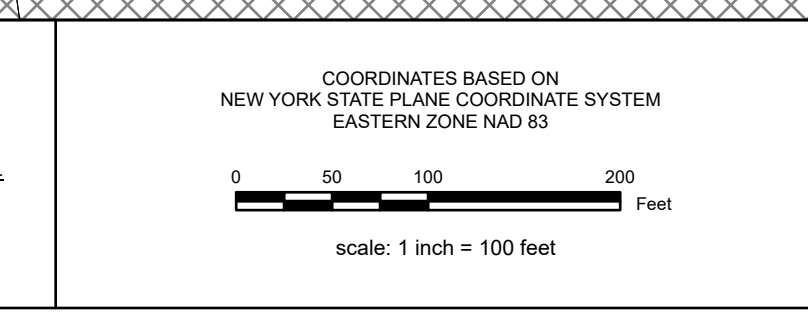 COORDINATES BASED ON
NEW YORK STATE PLANE COORDINATE SYSTEM
EASTERN ZONE NAD 83
0 50 100 200
Feet
scale: 1 inch = 100 feet